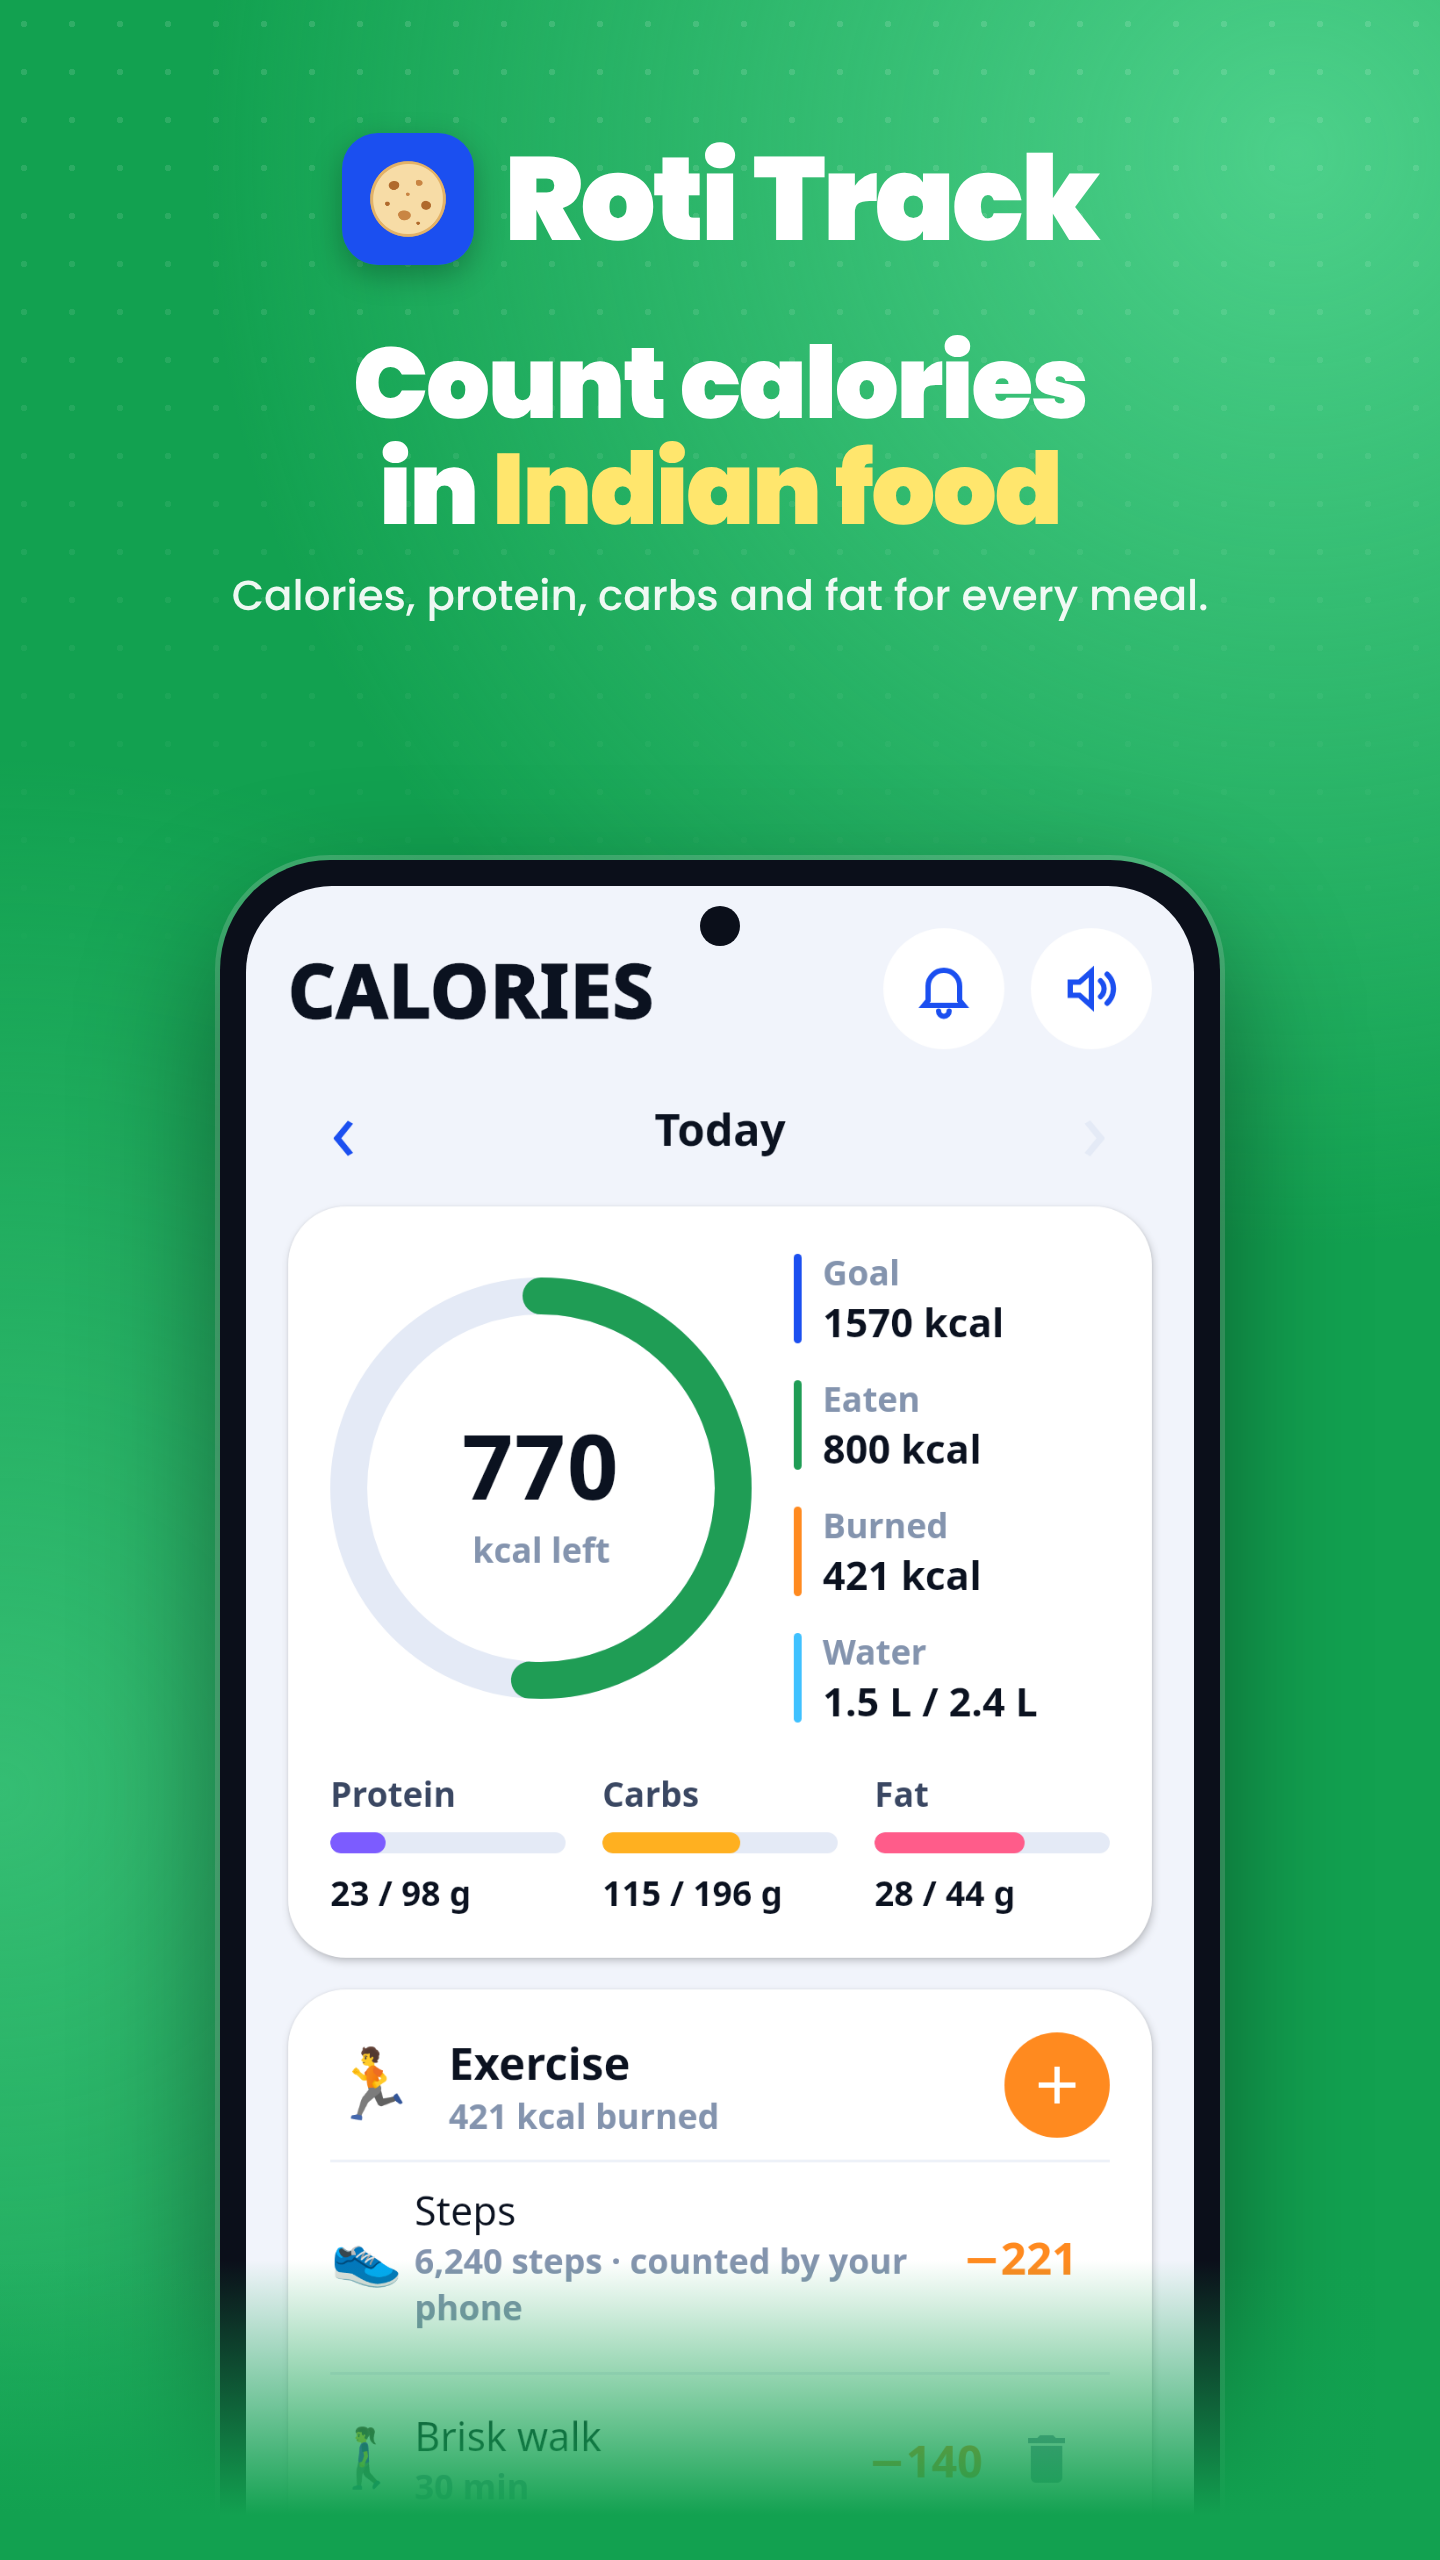 Roti Track
Count calories
in Indian food
Calories, protein, carbs and fat for every meal.
CALORIES
Today
770
kcal left
Goal
1570 kcal
Eaten
800 kcal
Burned
421 kcal
Water
1.5 L / 2.4 L
Protein
23 / 98 g
Carbs
115 / 196 g
Fat
28 / 44 g
Exercise
421 kcal burned
Steps
6,240 steps · counted by your
phone
–221
Brisk walk
30 min
–140